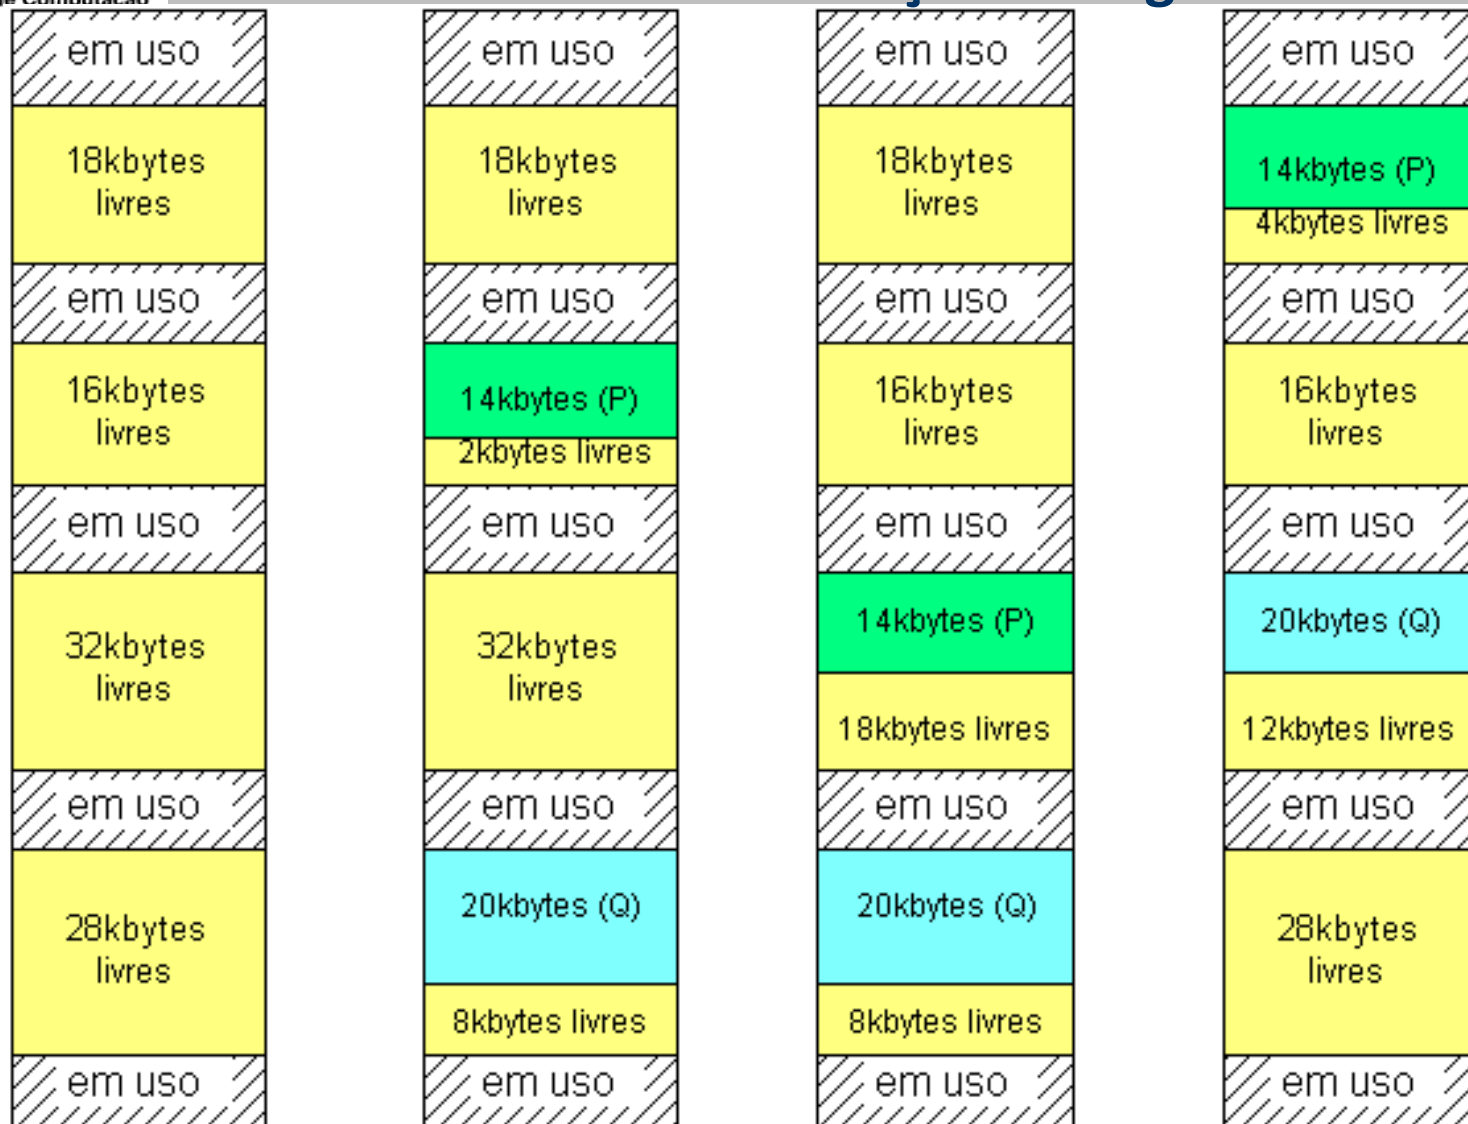 em uso
18kbytes
livres
em uso
16kbytes
livres
em uso
32kbytes
livres
em uso
28kbytes
livres
em uso
em uso
18kbytes
livres
em uso
14kbytes (P)
2kbytes livres
em uso
32kbytes
livres
em uso
20kbytes (Q)
8kbytes livres
em uso
em uso
18kbytes
livres
em uso
16kbytes
livres
em uso
14kbytes (P)
18kbytes livres
em uso
20kbytes (Q)
8kbytes livres
em uso
em uso
14kbytes (P)
4kbytes livres
em uso
16kbytes
livres
em uso
20kbytes (Q)
12kbytes livres
em uso
28kbytes
livres
em uso